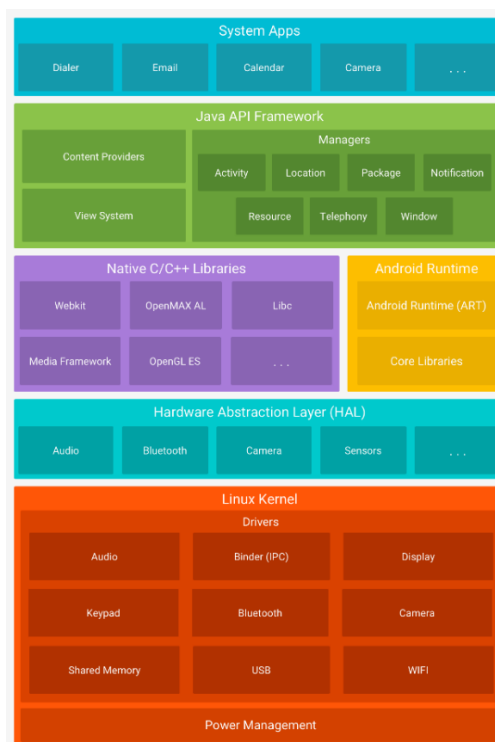 System Apps
Dialer Email Calendar Camera . . .
Java API Framework
Content Providers
View System
Managers
Activity Location Package Notification
Resource Telephony Window
Native C/C++ Libraries
Webkit OpenMAX AL Libc
Media Framework OpenGL ES . . .
Android Runtime
Android Runtime (ART)
Core Libraries
Hardware Abstraction Layer (HAL)
Audio Bluetooth Camera Sensors . . .
Linux Kernel
Drivers
Audio Binder (IPC) Display
Keypad Bluetooth Camera
Shared Memory USB WIFI
Power Management